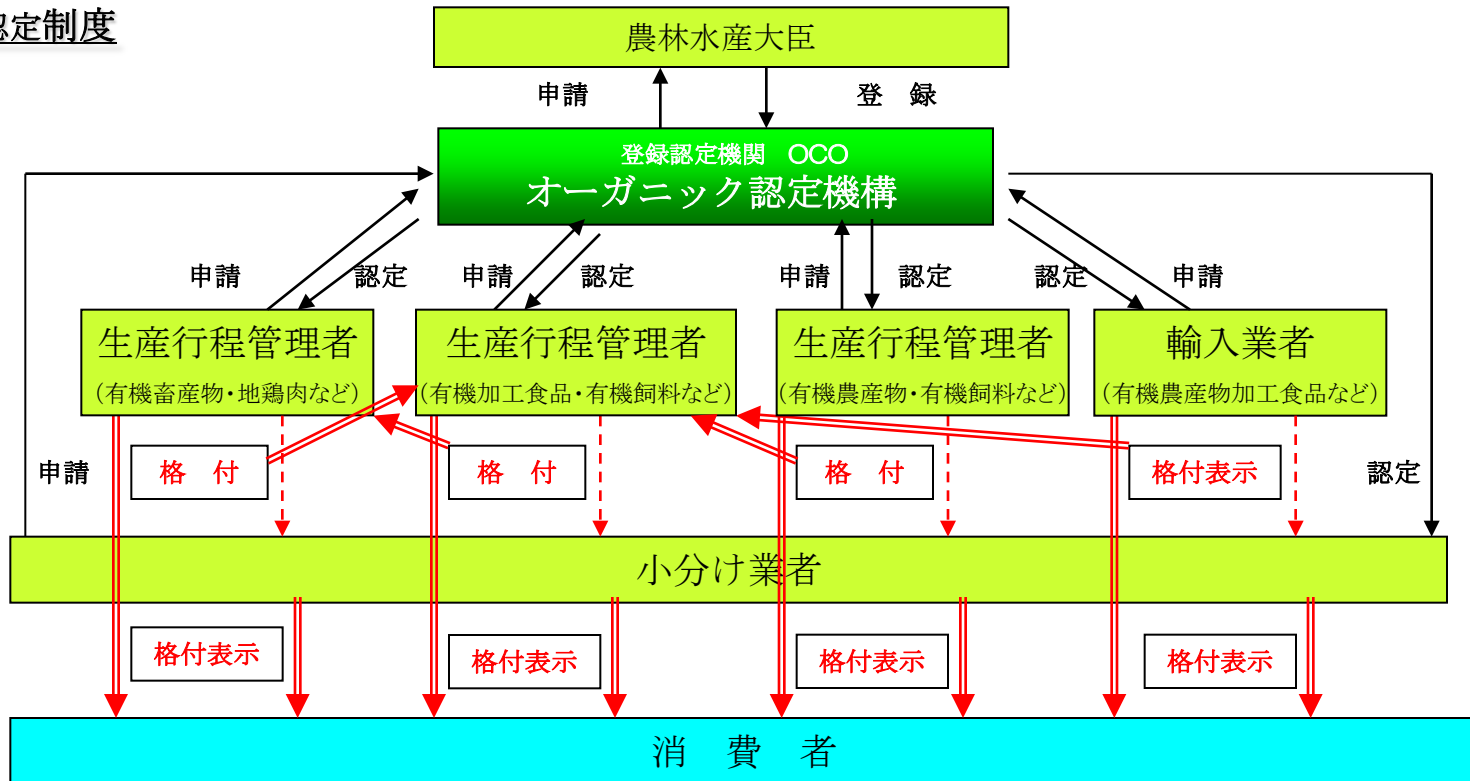 認定制度
農林水産大臣
申請
登　録
登録認定機関　OCO
オーガニック認定機構
申請
認定
申請
認定
申請
認定
認定
申請
生産行程管理者
(有機畜産物・地鶏肉など)
生産行程管理者
(有機加工食品・有機飼料など)
生産行程管理者
(有機農産物・有機飼料など)
輸入業者
(有機農産物加工食品など)
申請
格　付
格　付
格　付
格付表示
認定
小分け業者
格付表示
格付表示
格付表示
格付表示
消　費　者